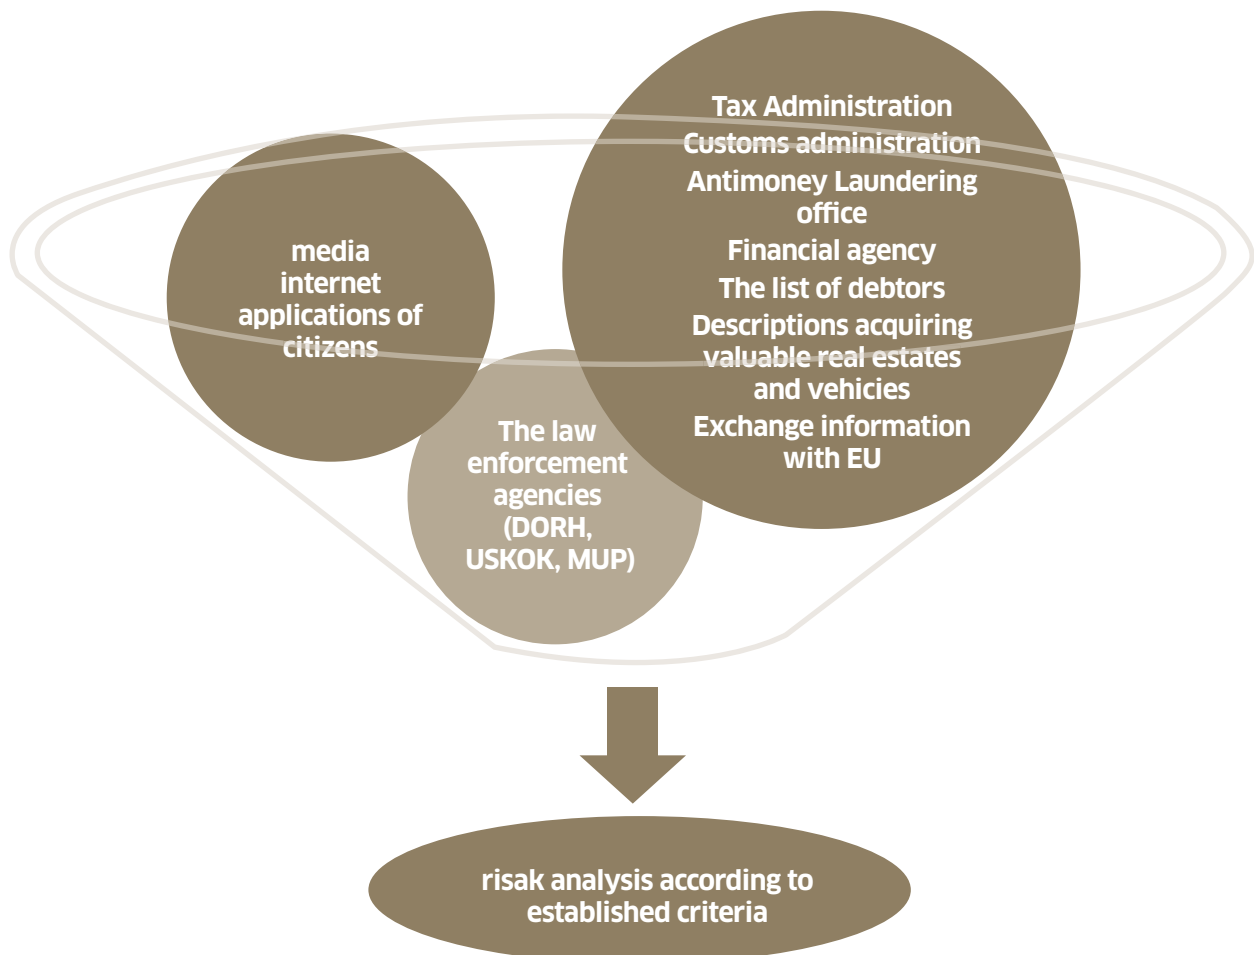 media
internet
applications of
citizens
The law
enforcement
agencies
(DORH,
USKOK, MUP)
Tax Administration
Customs administration
Antimoney Laundering
office
Financial agency
The list of debtors
Descriptions acquiring
valuable real estates
and vehicies
Exchange information
with EU
risak analysis according to
established criteria